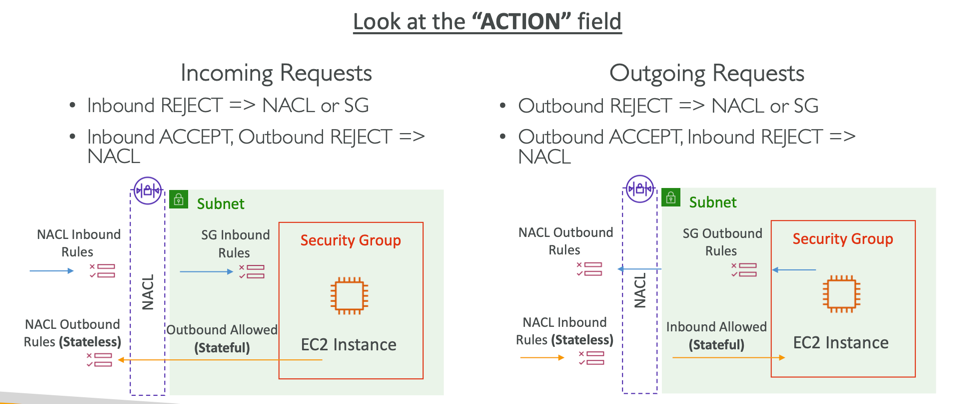 Look at the “ACTION” field
Incoming Requests
• Inbound REJECT => NACL or SG
• Inbound ACCEPT, Outbound REJECT =>
NACL
Subnet
NACL Inbound
Rules
SG Inbound
Rules
Security Group
NACL
NACL Outbound
Rules (Stateless)
Outbound Allowed
(Stateful)
EC2 Instance
Outgoing Requests
• Outbound REJECT => NACL or SG
• Outbound ACCEPT, Inbound REJECT =>
NACL
Subnet
NACL Outbound
Rules
SG Outbound
Rules
Security Group
NACL
NACL Inbound
Rules (Stateless)
Inbound Allowed
(Stateful)
EC2 Instance